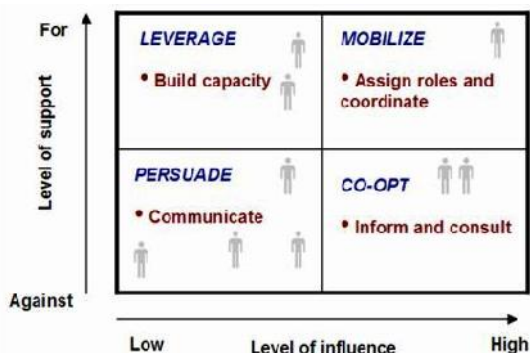 For
Level of support
Against
LEVERAGE
• Build capacity
MOBILIZE
• Assign roles and
coordinate
PERSUADE
• Communicate
CO-OPT
• Inform and consult
Low
Level of influence
High